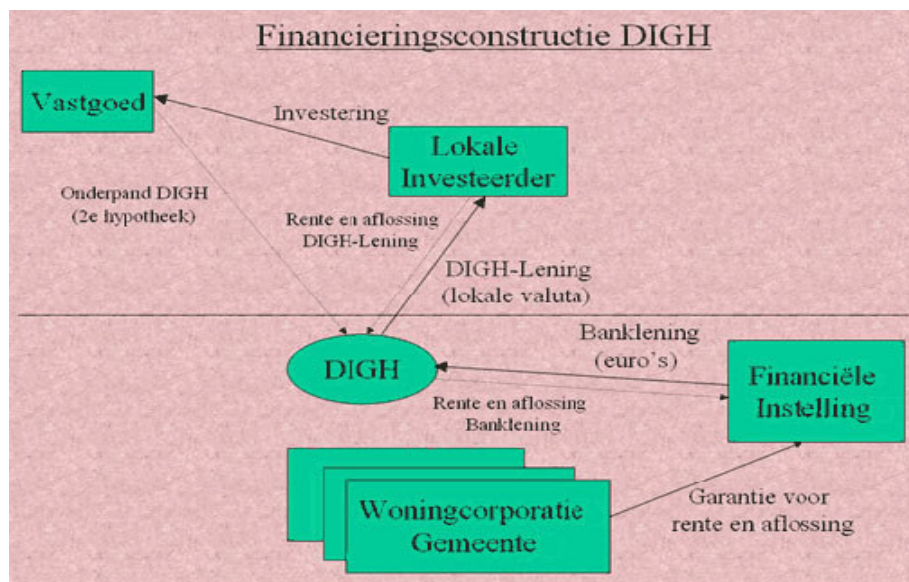 Financieringsconstructie DIGH
Vastgoed
Investering
Lokale
Investeerder
Onderpand DIGH
(2e hypotheek)
Rente en aflossing
DIGH-Lening
DIGH-Lening
(lokale valuta)
Banklening
(euro's)
DIGH
Financiële
Instelling
Rente en aflossing
Banklening
Woningcorporatie
Gemeente
Garantie voor
rente en aflossing